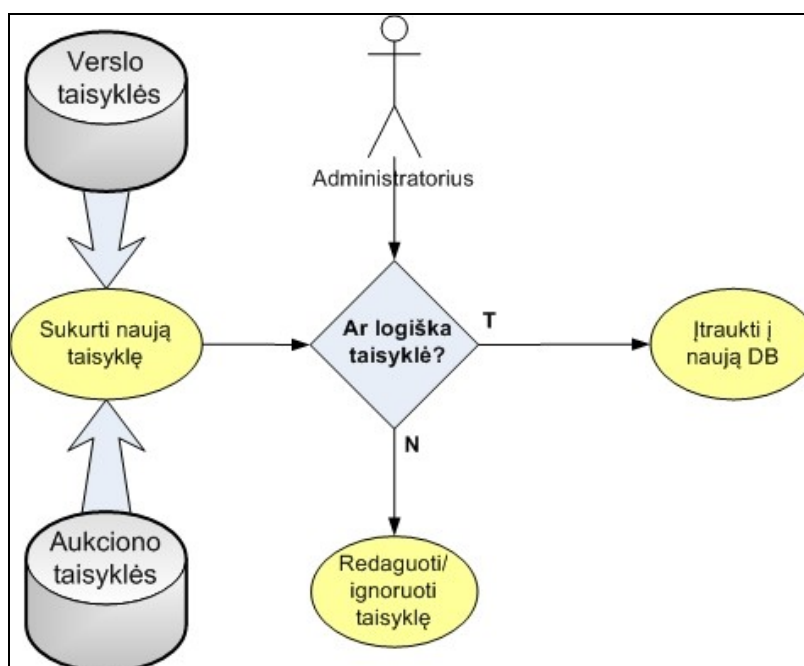 Verslo
taisyklės
Administratorius
Sukurti naują
taisyklę
Ar logiška
taisyklė?
T
Įtraukti į
naują DB
N
Aukciono
taisyklės
Redaguoti/
ignoruoti
taisyklę